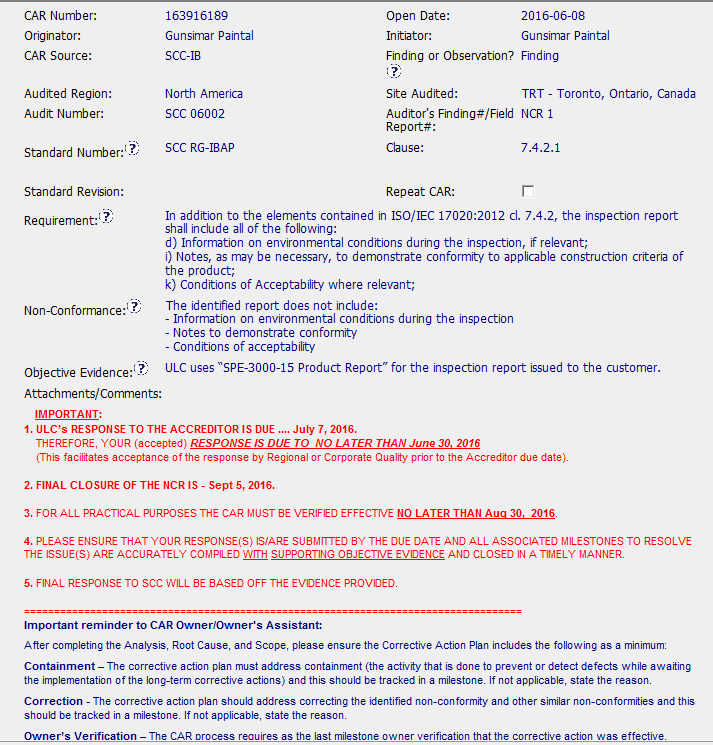 CAR Number: 163916189 Open Date: 2016-06-08
Originator: Gunsimar Paintal Initiator: Gunsimar Paintal
CAR Source: SCC-IB Finding or Observation? Finding
?
Audited Region: North America Site Audited: TRT - Toronto, Ontario, Canada
Audit Number: SCC 06002 Auditor's Finding#/Field NCR 1
Report#:
Standard Number: ? SCC RG-IBAP Clause: 7.4.2.1
Standard Revision: Repeat CAR:
Requirement: ? In addition to the elements contained in ISO/IEC 17020:2012 cl. 7.4.2, the inspection report
shall include all of the following:
d) Information on environmental conditions during the inspection, if relevant;
i) Notes, as may be necessary, to demonstrate conformity to applicable construction criteria of
the product;
k) Conditions of Acceptability where relevant;
Non-Conformance: ? The identified report does not include:
- Information on environmental conditions during the inspection
- Notes to demonstrate conformity
- Conditions of acceptability
Objective Evidence: ? ULC uses “SPE-3000-15 Product Report” for the inspection report issued to the customer.
Attachments/Comments:
IMPORTANT:
1. ULC's RESPONSE TO THE ACCREDITOR IS DUE .... July 7, 2016.
THEREFORE, YOUR (accepted) RESPONSE IS DUE TO NO LATER THAN June 30, 2016
(This facilitates acceptance of the response by Regional or Corporate Quality prior to the Accreditor due date).
2. FINAL CLOSURE OF THE NCR IS - Sept 5, 2016.
3. FOR ALL PRACTICAL PURPOSES THE CAR MUST BE VERIFIED EFFECTIVE NO LATER THAN Aug 30, 2016.
4. PLEASE ENSURE THAT YOUR RESPONSE(S) IS/ARE SUBMITTED BY THE DUE DATE AND ALL ASSOCIATED MILESTONES TO RESOLVE
THE ISSUE(S) ARE ACCURATELY COMPILED WITH SUPPORTING OBJECTIVE EVIDENCE AND CLOSED IN A TIMELY MANNER.
5. FINAL RESPONSE TO SCC WILL BE BASED OFF THE EVIDENCE PROVIDED.
===================================================================================
Important reminder to CAR Owner/Owner's Assistant:
After completing the Analysis, Root Cause, and Scope, please ensure the Corrective Action Plan includes the following as a minimum:
Containment – The corrective action plan must address containment (the activity that is done to prevent or detect defects while awaiting
the implementation of the long-term corrective actions) and this should be tracked in a milestone. If not applicable, state the reason.
Correction - The corrective action plan should address correcting the identified non-conformity and other similar non-conformities and this
should be tracked in a milestone. If not applicable, state the reason.
Owner's Verification – The CAR process requires as the last milestone owner verification that the corrective action was effective.